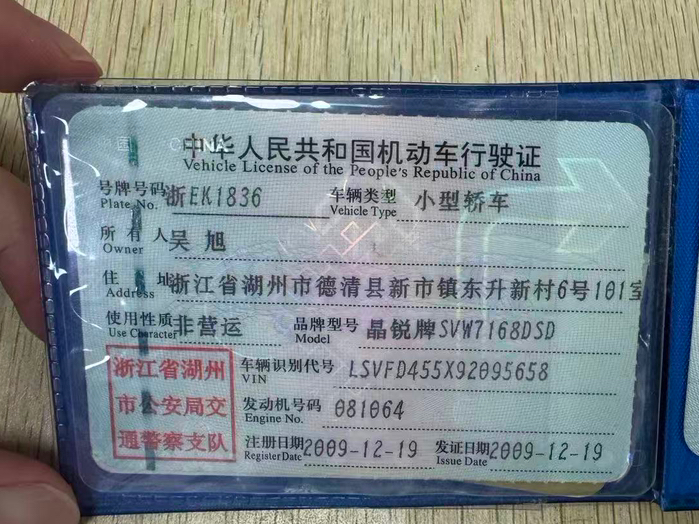 中华人民共和国机动车行驶证
Vehicle License of the People's Republic of China
号牌号码 浙EK1836 车辆类型 小型轿车
Plate No. Vehicle Type
所有人 吴旭
Owner
住址 浙江省湖州市德清县新市镇东升新村6号101室
Address
使用性质 非营运 品牌型号 晶锐牌SVW7168DSD
Use Character Model
浙江省湖州
市公安局交
通警察支队
车辆识别代号 LSVFD455X92095658
VIN
发动机号码 081064
Engine No.
注册日期 2009-12-19 发证日期 2009-12-19
Register Date Issue Date